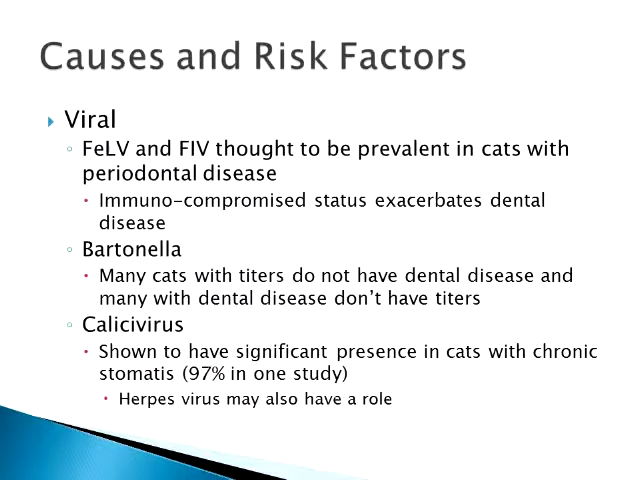 Causes and Risk Factors
Viral
FeLV and FIV thought to be prevalent in cats with
periodontal disease
Immuno-compromised status exacerbates dental
disease
Bartonella
Many cats with titers do not have dental disease and
many with dental disease don't have titers
Calicivirus
Shown to have significant presence in cats with chronic
stomatis (97% in one study)
Herpes virus may also have a role